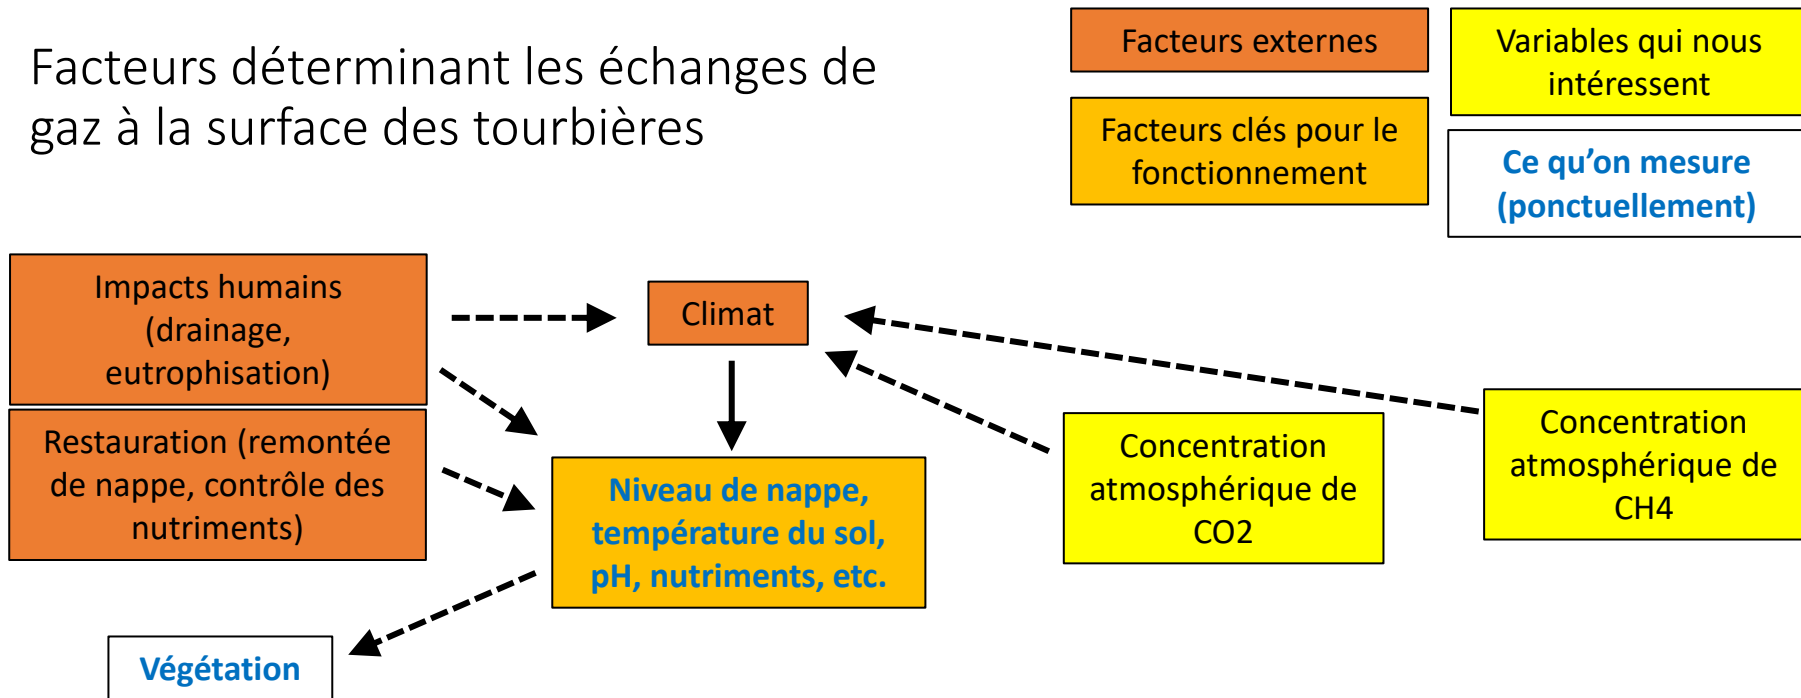 Facteurs déterminant les échanges de
gaz à la surface des tourbières
Facteurs externes
Variables qui nous
intéressent
Facteurs clés pour le
fonctionnement
Ce qu’on mesure
(ponctuellement)
Impacts humains
(drainage,
eutrophisation)
Climat
Restauration (remontée
de nappe, contrôle des
nutriments)
Niveau de nappe,
température du sol,
pH, nutriments, etc.
Concentration
atmosphérique de
CO2
Concentration
atmosphérique de
CH4
Végétation